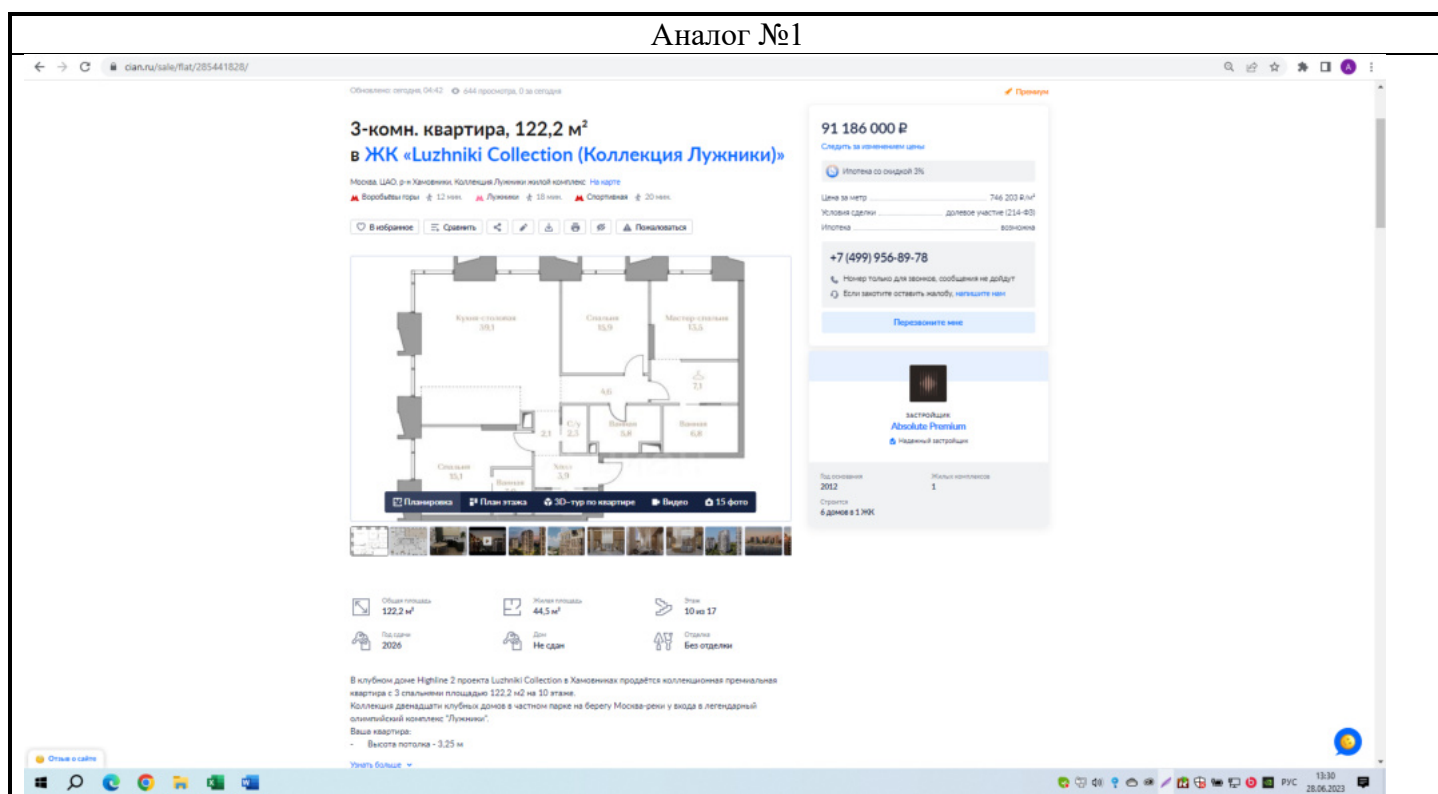 Аналог №1
cian.ru/sale/flat/285441828/
Обновлено: сегодня, 04:42 644 просмотра, 0 за сегодня
Премиум
3-комн. квартира, 122,2 м²
в ЖК «Luzhniki Collection (Коллекция Лужники)»
Москва, ЦАО, р-н Хамовники, Коллекция Лужники жилой комплекс На карте
Воробьёвы горы 12 мин. Лужники 18 мин. Спортивная 20 мин.
В избранное Сравнить Пожаловаться
Кухня-столовая
39,1
Спальня
15,9
Мастер-спальня
13,5
7,1
4,6
2,1
С/у
2,5
Ванная
5,8
Ванная
6,8
Спальня
15,1
Ванная
Холл
3,9
Планировка План этажа 3D-тур по квартире Видео 15 фото
Общая площадь
122,2 м²
Жилая площадь
44,5 м²
Этаж
10 из 17
Год сдачи
2026
Дом
Не сдан
Отделка
Без отделки
В клубном доме Highline 2 проекта Luzhniki Collection в Хамовниках продаётся коллекционная премиальная
квартира с 3 спальнями площадью 122,2 м2 на 10 этаже.
Коллекция двенадцати клубных домов в частном парке на берегу Москва-реки у входа в легендарный
олимпийский комплекс "Лужники".
Ваша квартира:
- Высота потолка - 3,25 м
Узнать больше
91 186 000 ₽
Следить за изменением цены
Ипотека со скидкой 3%
Цена за метр 746 203 ₽/м²
Условия сделки долевое участие (214-ФЗ)
Ипотека возможна
+7 (499) 956-89-78
Номер только для звонков, сообщения не дойдут
Если захотите оставить жалобу, напишите нам
Перезвоните мне
ЗАСТРОЙЩИК
Absolute Premium
Надежный застройщик
Год основания
2012
Жилых комплексов
1
Строится
6 домов в 1 ЖК
Отзыв о сайте
РУС
13:30
28.06.2023